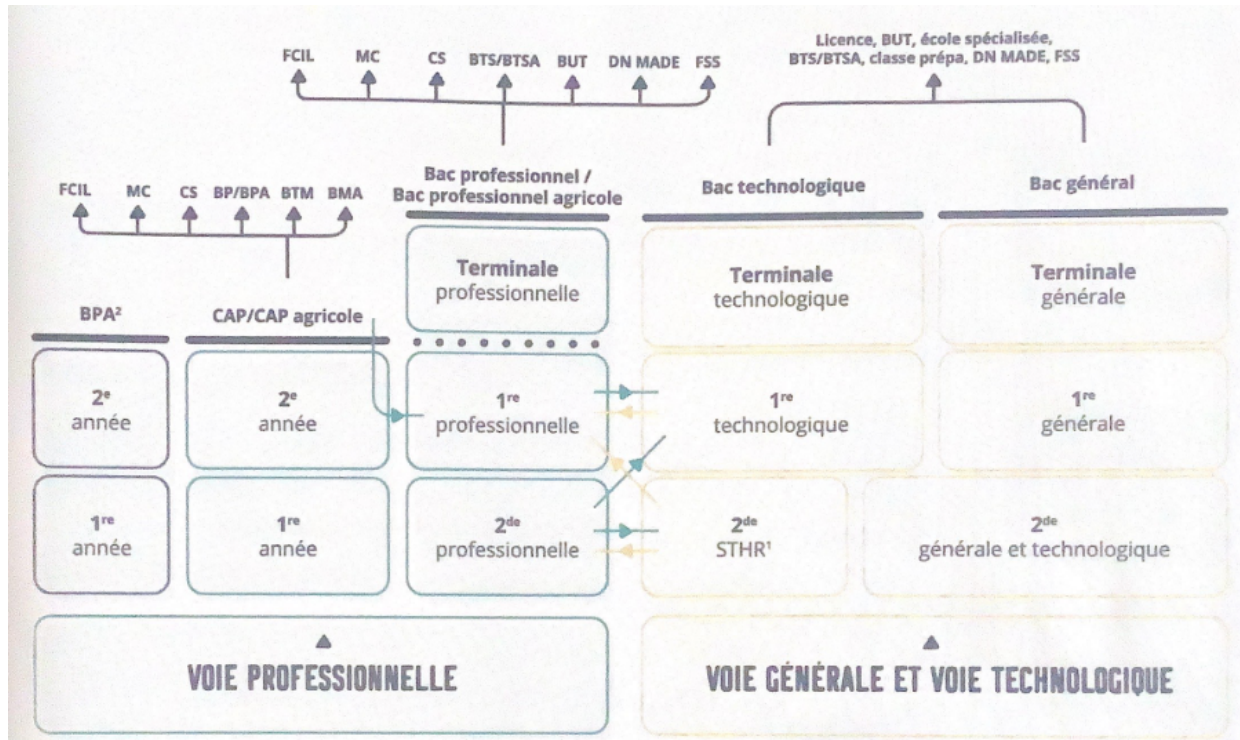 Licence, BUT, école spécialisée,
BTS/BTSA, classe prépa, DN MADE, FSS
FCIL MC CS BTS/BTSA BUT DN MADE FSS
Bac professionnel /
Bac professionnel agricole
Bac technologique
Bac général
FCIL MC CS BP/BPA BTM BMA
Terminale
professionnelle
Terminale
technologique
Terminale
générale
BPA²
CAP/CAP agricole
2e
année
2e
année
1re
professionnelle
1re
technologique
1re
générale
1re
année
1re
année
2de
professionnelle
2de
STHR¹
2de
générale et technologique
VOIE PROFESSIONNELLE
VOIE GÉNÉRALE ET VOIE TECHNOLOGIQUE